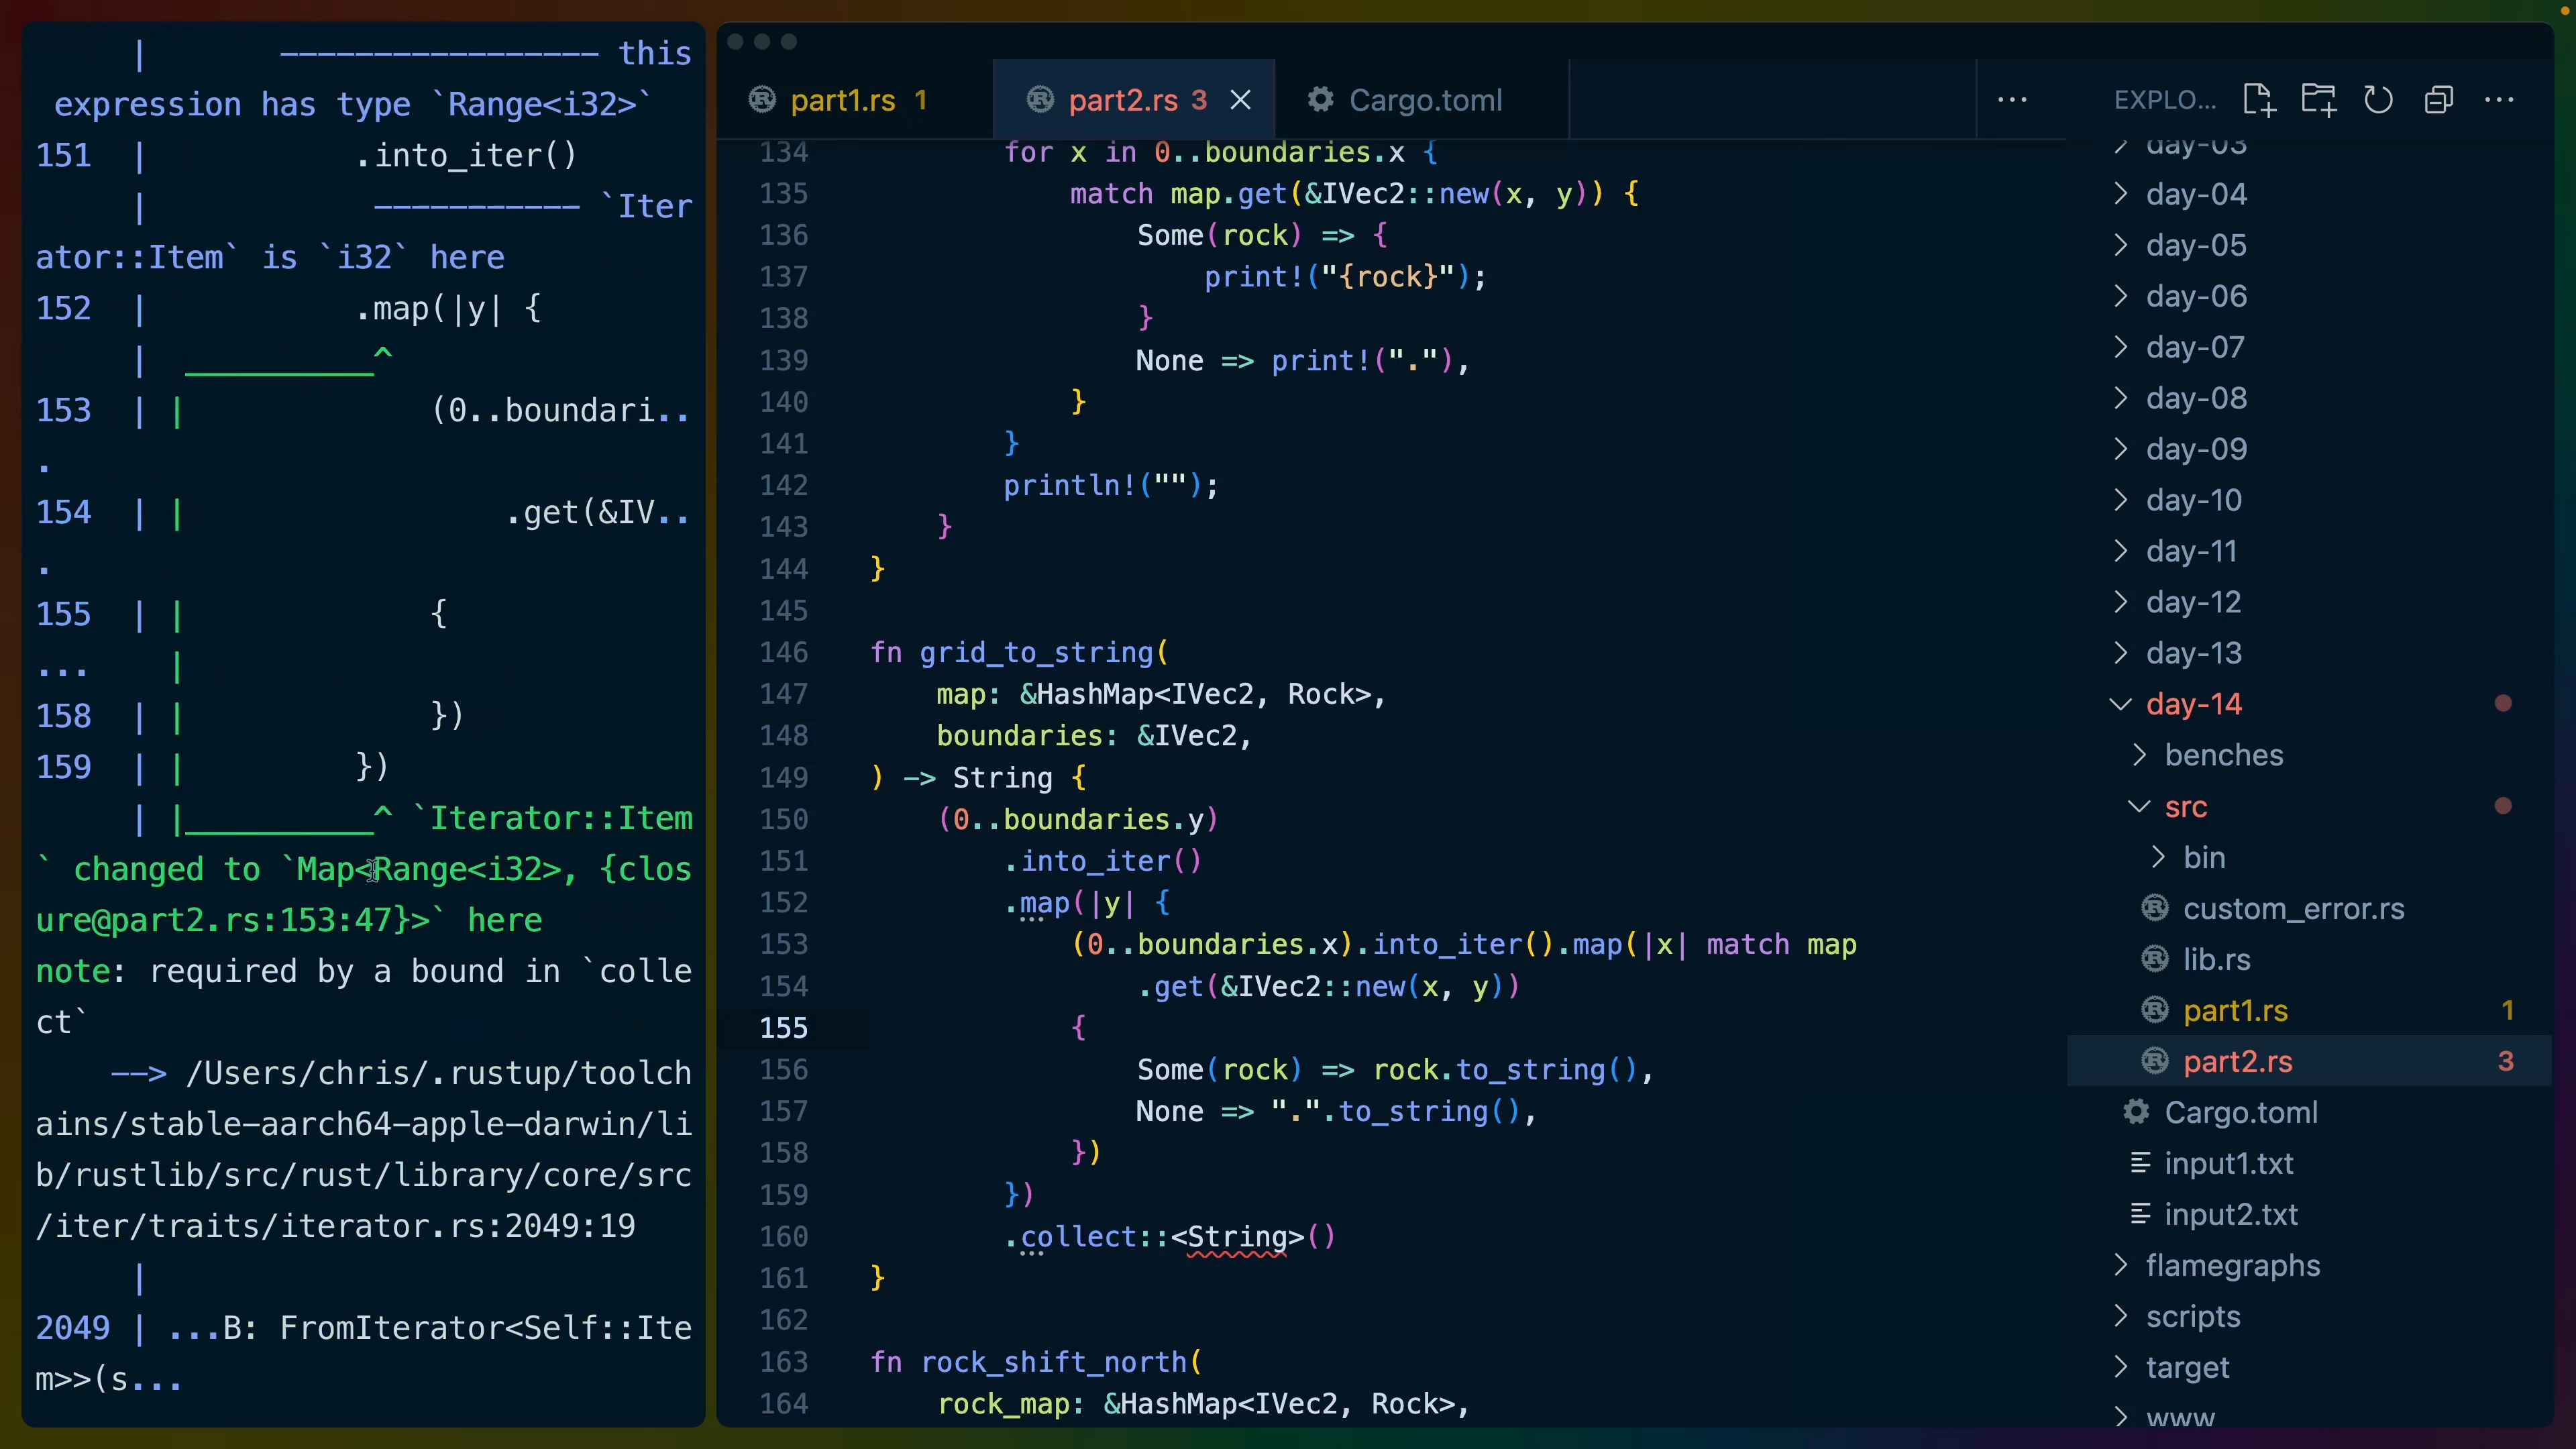 | ----------------- this
expression has type `Range<i32>`
151 | .into_iter()
| ----------- `Iter
ator::Item` is `i32` here
152 | .map(|y| {
| __________^
153 | | (0..boundari..
.
154 | | .get(&IV..
.
155 | | {
... |
158 | | })
159 | | })
| |__________^ `Iterator::Item
` changed to `Map<Range<i32>, {clos
ure@part2.rs:153:47}>` here
note: required by a bound in `colle
ct`
--> /Users/chris/.rustup/toolch
ains/stable-aarch64-apple-darwin/li
b/rustlib/src/rust/library/core/src
/iter/traits/iterator.rs:2049:19
|
2049 | ...B: FromIterator<Self::Ite
m>>(s...
part1.rs 1
part2.rs 3
Cargo.toml
134 for x in 0..boundaries.x {
135 match map.get(&IVec2::new(x, y)) {
136 Some(rock) => {
137 print!("{rock}");
138 }
139 None => print!("."),
140 }
141 }
142 println!("");
143 }
144 }
145
146 fn grid_to_string(
147 map: &HashMap<IVec2, Rock>,
148 boundaries: &IVec2,
149 ) -> String {
150 (0..boundaries.y)
151 .into_iter()
152 .map(|y| {
153 (0..boundaries.x).into_iter().map(|x| match map
154 .get(&IVec2::new(x, y))
155 {
156 Some(rock) => rock.to_string(),
157 None => ".".to_string(),
158 })
159 })
160 .collect::<String>()
161 }
162
163 fn rock_shift_north(
164 rock_map: &HashMap<IVec2, Rock>,
EXPLO...
day-03
day-04
day-05
day-06
day-07
day-08
day-09
day-10
day-11
day-12
day-13
day-14
benches
src
bin
custom_error.rs
lib.rs
part1.rs 1
part2.rs 3
Cargo.toml
input1.txt
input2.txt
flamegraphs
scripts
target
www